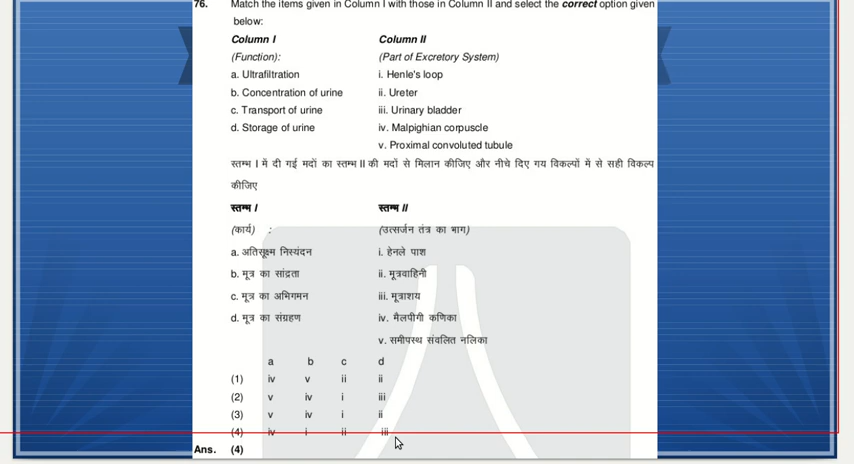 76. Match the items given in Column I with those in Column II and select the correct option given
below:
Column I Column II
(Function): (Part of Excretory System)
a. Ultrafiltration i. Henle's loop
b. Concentration of urine ii. Ureter
c. Transport of urine iii. Urinary bladder
d. Storage of urine iv. Malpighian corpuscle
v. Proximal convoluted tubule
स्तम्भ I में दी गई मदों का स्तम्भ II की मदों से मिलान कीजिए और नीचे दिए गय विकल्पों में से सही विकल्प
कीजिए
स्तम्भ I स्तम्भ II
(कार्य) : (उत्सर्जन तंत्र का भाग)
a. अतिसूक्ष्म निस्यंदन i. हेनले पाश
b. मूत्र का सांद्रता ii. मूत्रवाहिनी
c. मूत्र का अभिगमन iii. मूत्राशय
d. मूत्र का संग्रहण iv. मैलपीगी कणिका
v. समीपस्थ संवलित नलिका
a b c d
(1) iv v ii ii
(2) v iv i iii
(3) v iv i ii
(4) iv i ii iii
Ans. (4)